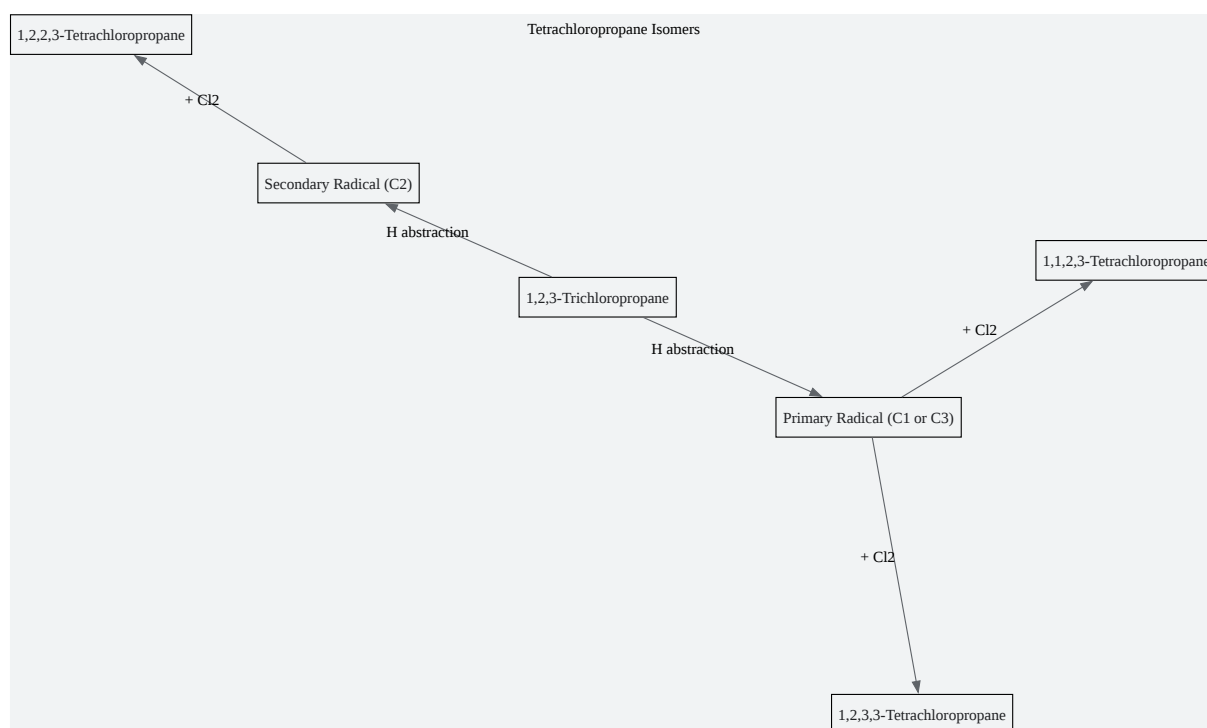 Tetrachloropropane Isomers
1,2,2,3-Tetrachloropropane
+ Cl2
Secondary Radical (C2)
H abstraction
1,2,3-Trichloropropane
H abstraction
1,1,2,3-Tetrachloropropane
+ Cl2
Primary Radical (C1 or C3)
+ Cl2
1,2,3,3-Tetrachloropropane